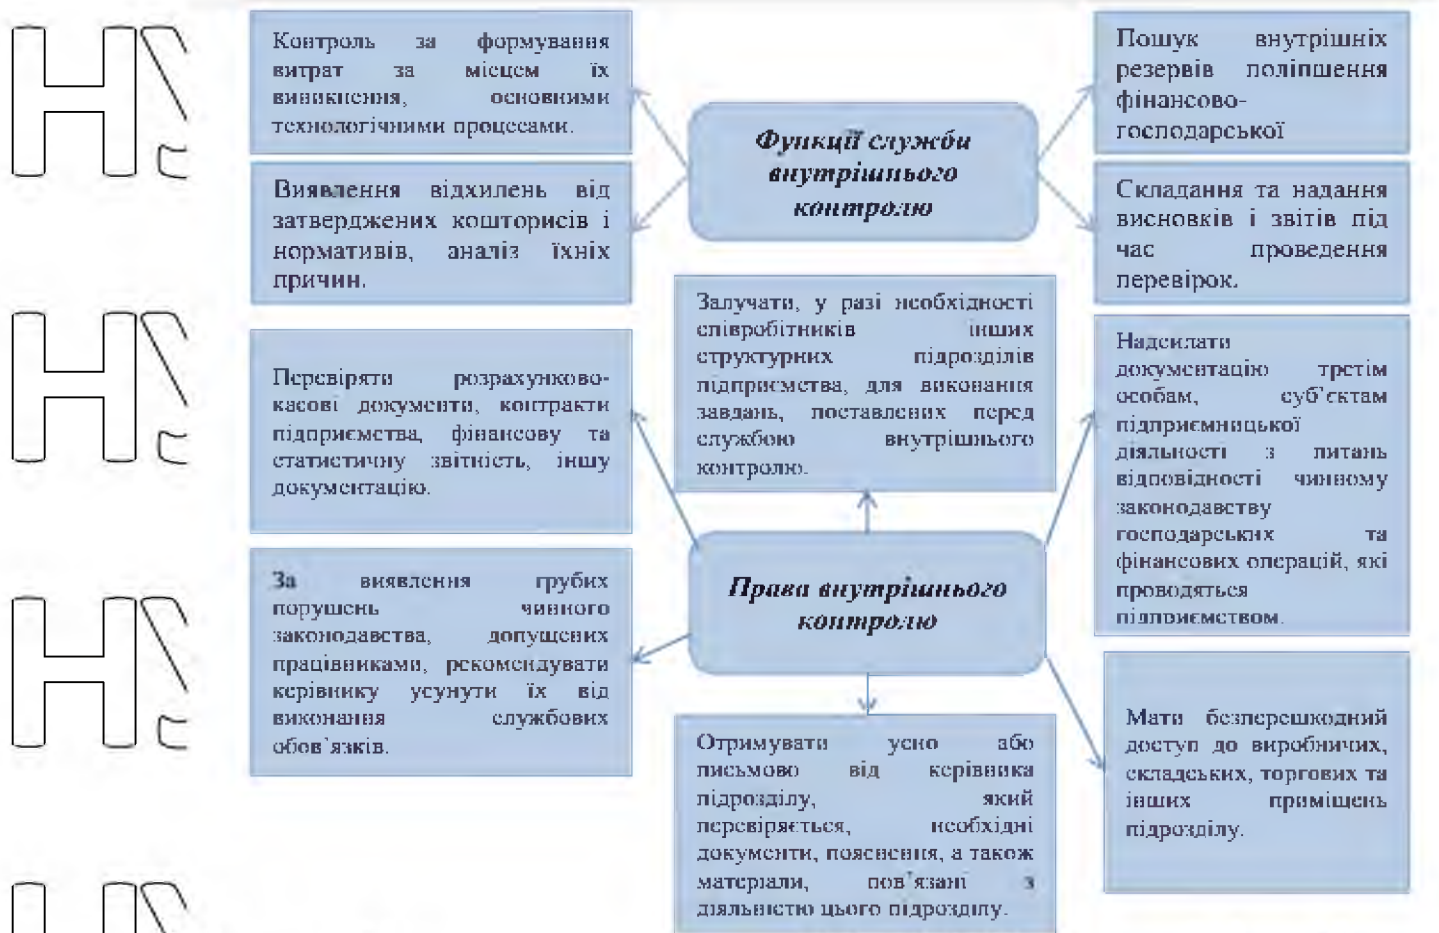 Контроль за формування
витрат за місцем їх
виникнення, основними
технологічними процесами.
Виявлення відхилень від
затверджених кошторисів і
нормативів, аналіз їхніх
причин.
Функції служби
внутрішнього
контролю
Пошук внутрішніх
резервів поліпшення
фінансово-
господарської
Складання та надання
висновків і звітів під
час проведення
перевірок.
Перевіряти розрахунково-
касові документи, контракти
підприємства, фінансову та
статистичну звітність, іншу
документацію.
За виявлення грубих
порушень чинного
законодавства, допущених
працівниками, рекомендувати
керівнику усунути їх від
виконання службових
обов’язків.
Залучати, у разі необхідності
співробітників інших
структурних підрозділів
підприємства, для виконання
завдань, поставлених перед
службою внутрішнього
контролю.
Права внутрішнього
контролю
Отримувати усно або
письмово від керівника
підрозділу, який
перевіряється, необхідні
документи, пояснення, а також
матеріали, пов’язані з
діяльністю цього підрозділу.
Надсилати
документацію третім
особам, суб’єктам
підприємницької
діяльності з питань
відповідності чинному
законодавству
господарських та
фінансових операцій, які
проводяться
підприємством.
Мати безперешкодний
доступ до виробничих,
складських, торгових та
інших приміщень
підрозділу.